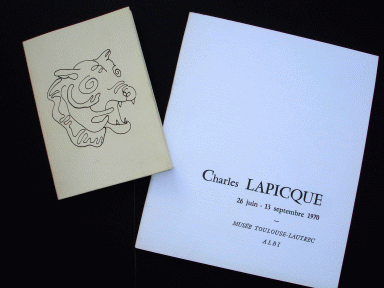 Charles LAPICQUE
26 juin - 13 septembre 1970
MUSÉE TOULOUSE-LAUTREC
ALBI